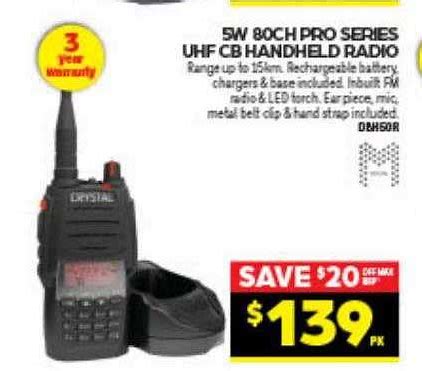 3
year
warranty
5W 80CH PRO SERIES
UHF CB HANDHELD RADIO
Range up to 15km. Rechargeable battery,
chargers & base included. Inbuilt FM
radio & LED torch. Ear piece, mic,
metal belt clip & hand strap included.
CRYSTAL
SAVE $20 OFF MAX
RRP
$139 PK